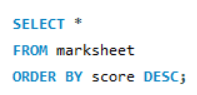 SELECT *
FROM marksheet
ORDER BY score DESC;